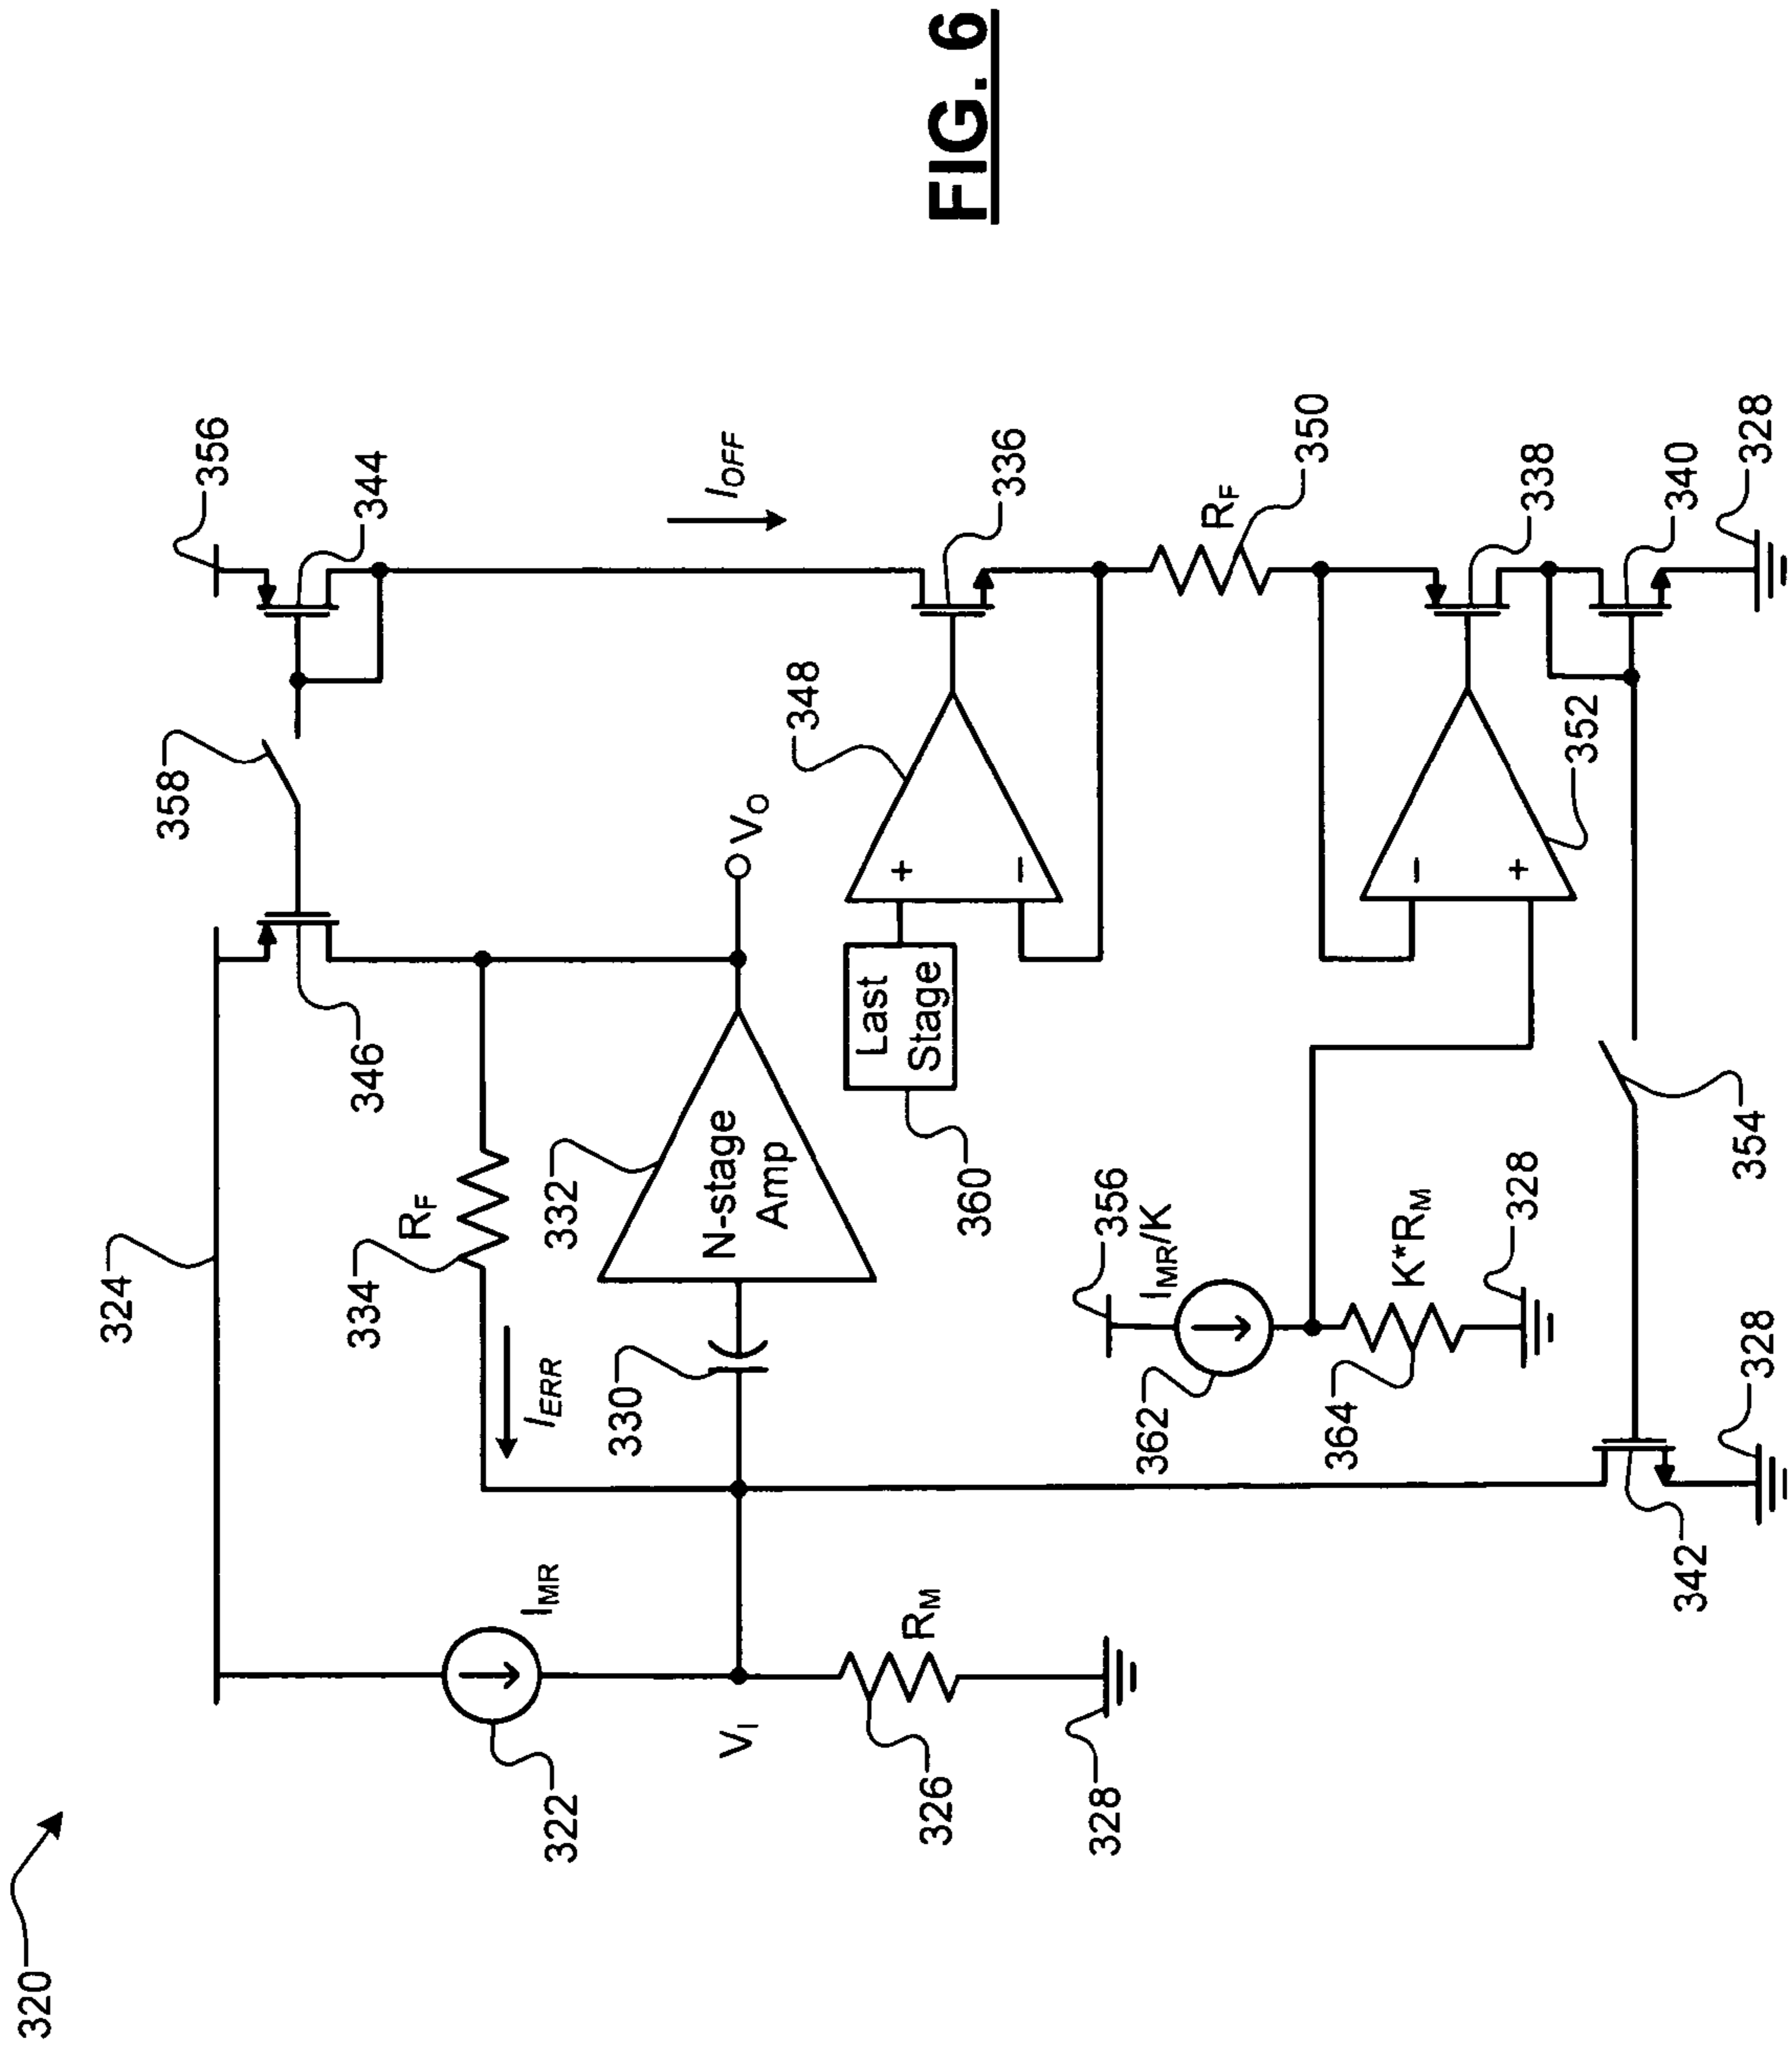 320
FIG. 6
324
358
356
344
322
I_MR
334
R_F
346
I_OFF
I_ERR
332
V_O
V_I
330
N-stage
Amp
348
336
326
R_M
Last
Stage
+
−
360
R_F
350
328
362
356
I_MR/K
364
K*R_M
328
−
+
352
338
340
328
342
328
354